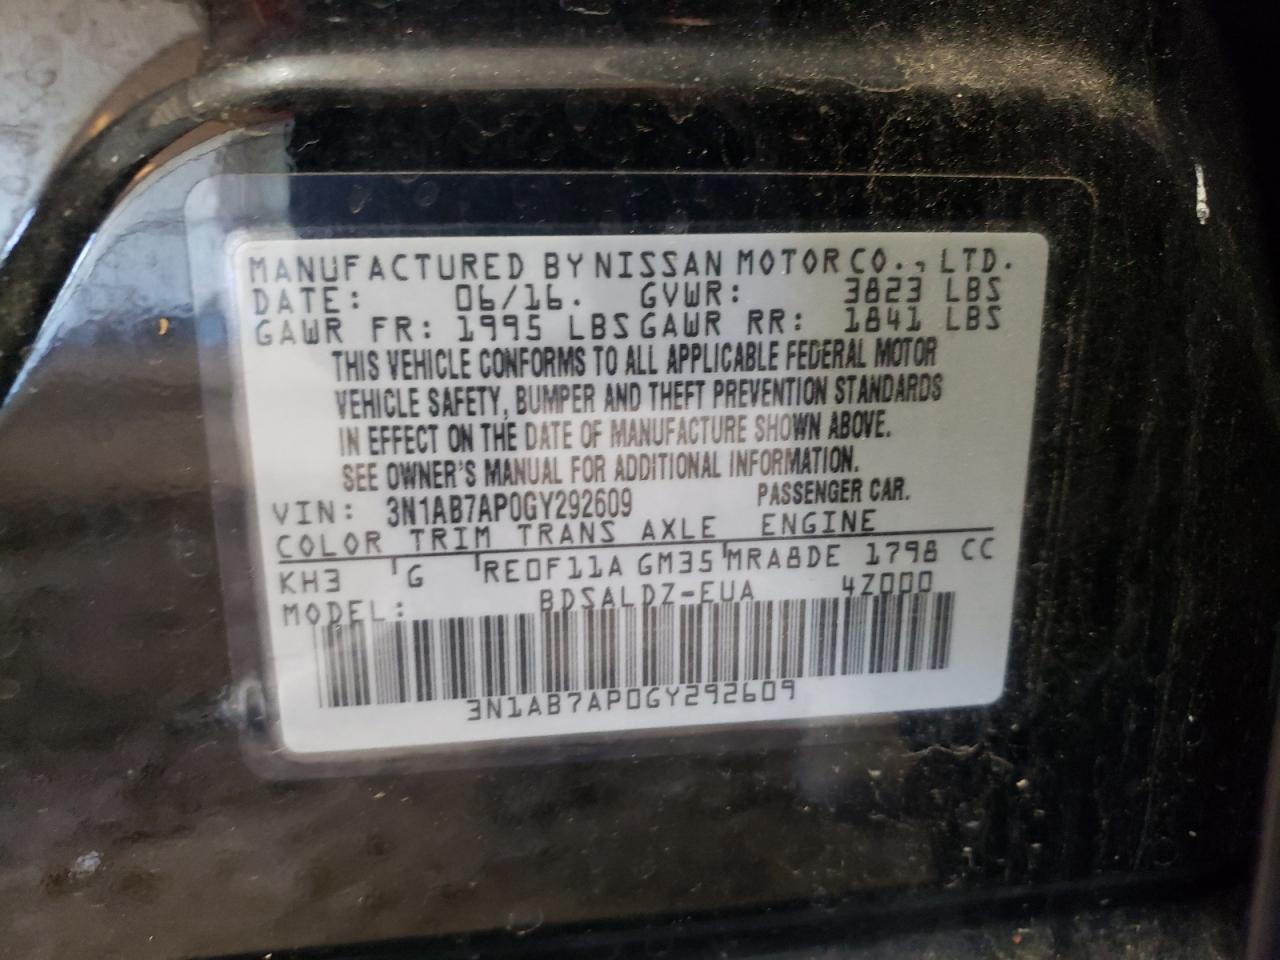 MANUFACTURED BY NISSAN MOTOR CO., LTD.
DATE: 06/16. GVWR: 3823 LBS
GAWR FR: 1995 LBS GAWR RR: 1841 LBS
THIS VEHICLE CONFORMS TO ALL APPLICABLE FEDERAL MOTOR
VEHICLE SAFETY, BUMPER AND THEFT PREVENTION STANDARDS
IN EFFECT ON THE DATE OF MANUFACTURE SHOWN ABOVE.
SEE OWNER'S MANUAL FOR ADDITIONAL INFORMATION.
VIN: 3N1AB7AP0GY292609 PASSENGER CAR.
COLOR TRIM TRANS AXLE ENGINE
KH3 G RE0F11A GM35 MRA8DE 1798 CC
MODEL: BDSALDZ-EUA 4Z000
3N1AB7AP0GY292609